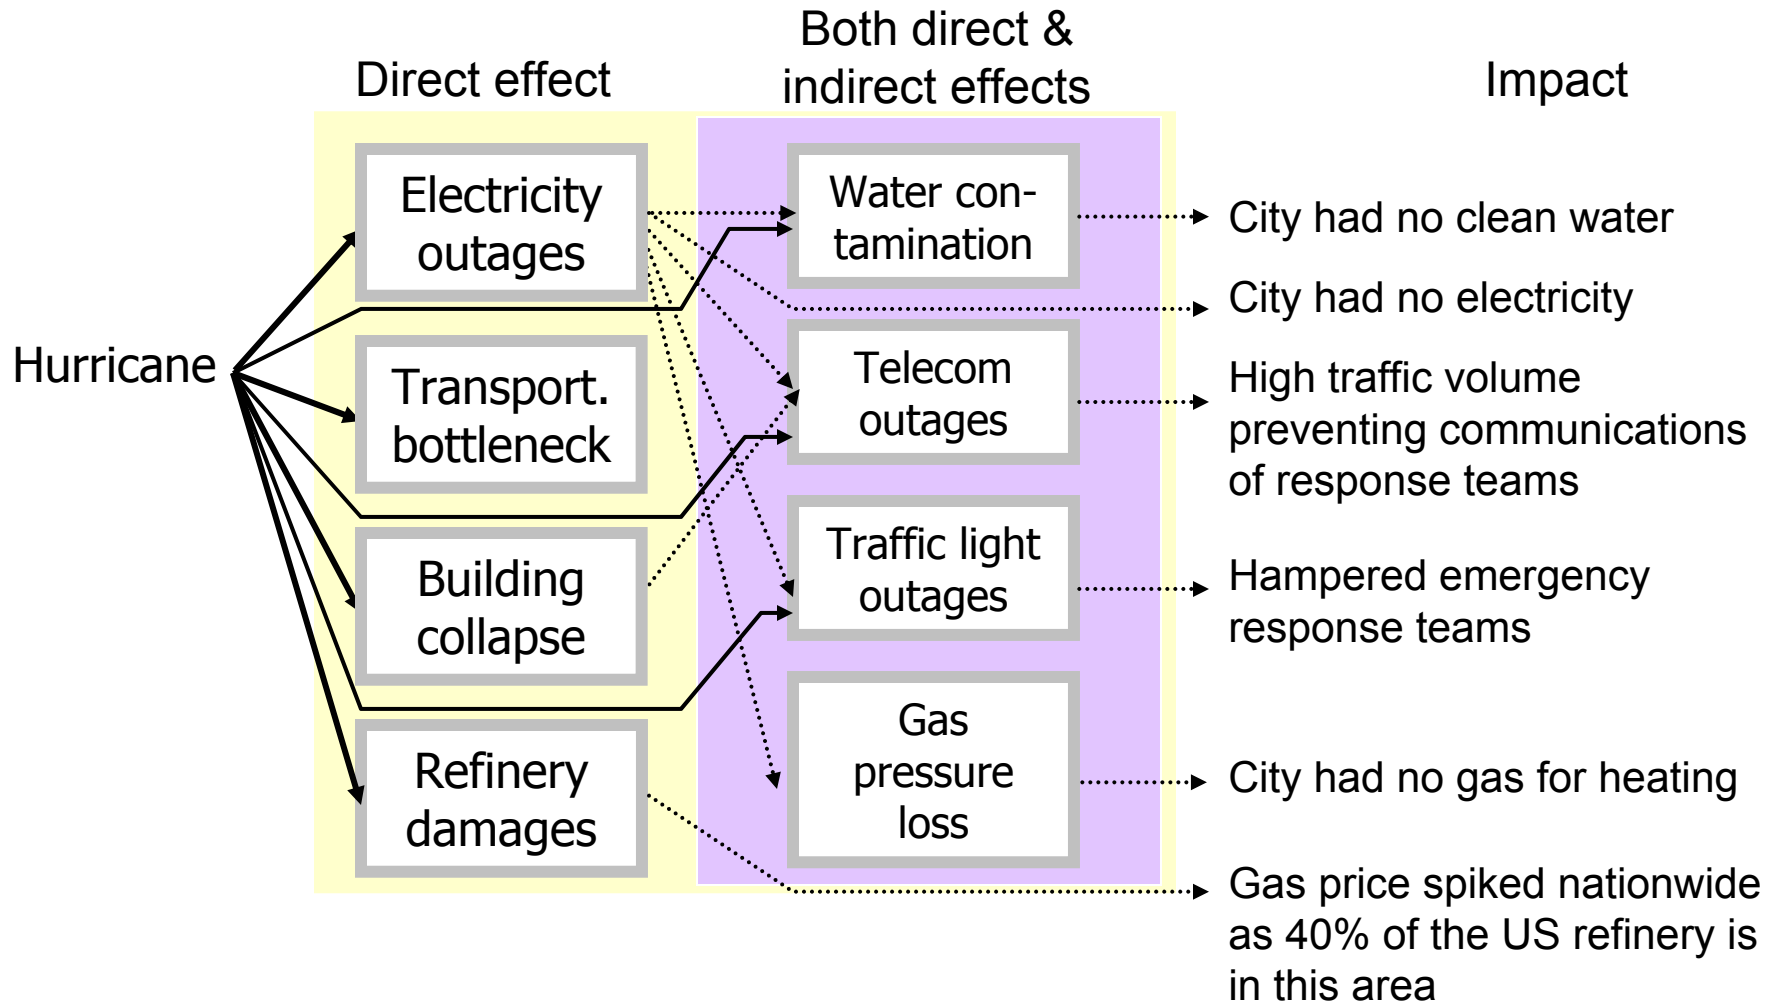 Direct effect
Both direct &
indirect effects
Impact
Hurricane
Electricity
outages
Transport.
bottleneck
Building
collapse
Refinery
damages
Water con-
tamination
Telecom
outages
Traffic light
outages
Gas
pressure
loss
City had no clean water
City had no electricity
High traffic volume
preventing communications
of response teams
Hampered emergency
response teams
City had no gas for heating
Gas price spiked nationwide
as 40% of the US refinery is
in this area